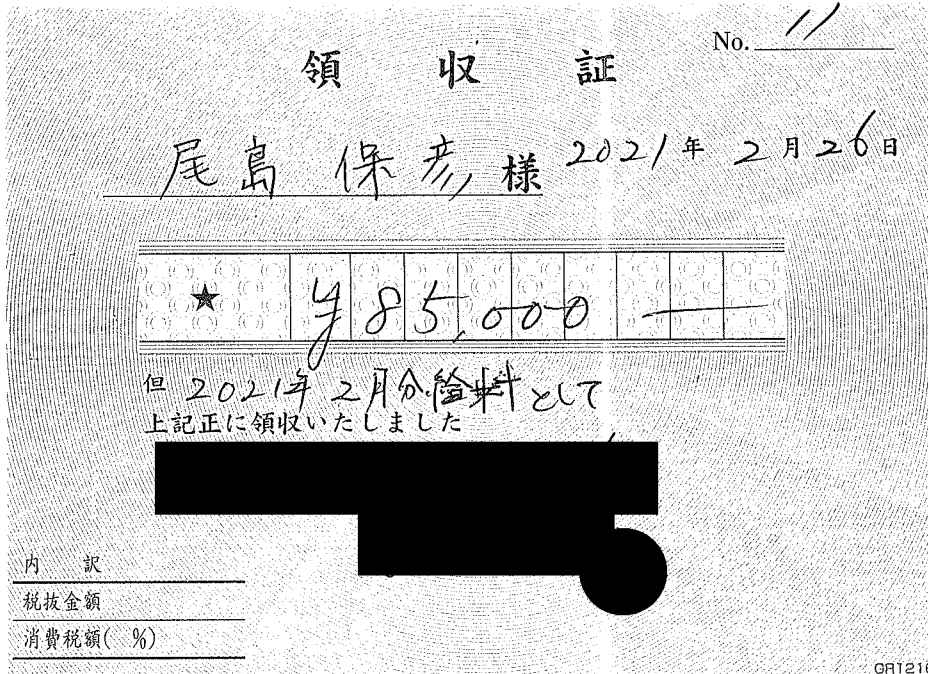 No. 11
領収証
尾島 保彦 様 2021年 2月26日
★ ¥85,000 —
但 2021年 2月分給料として
上記正に領収いたしました
内 訳
税抜金額
消費税額( %)
GR1216